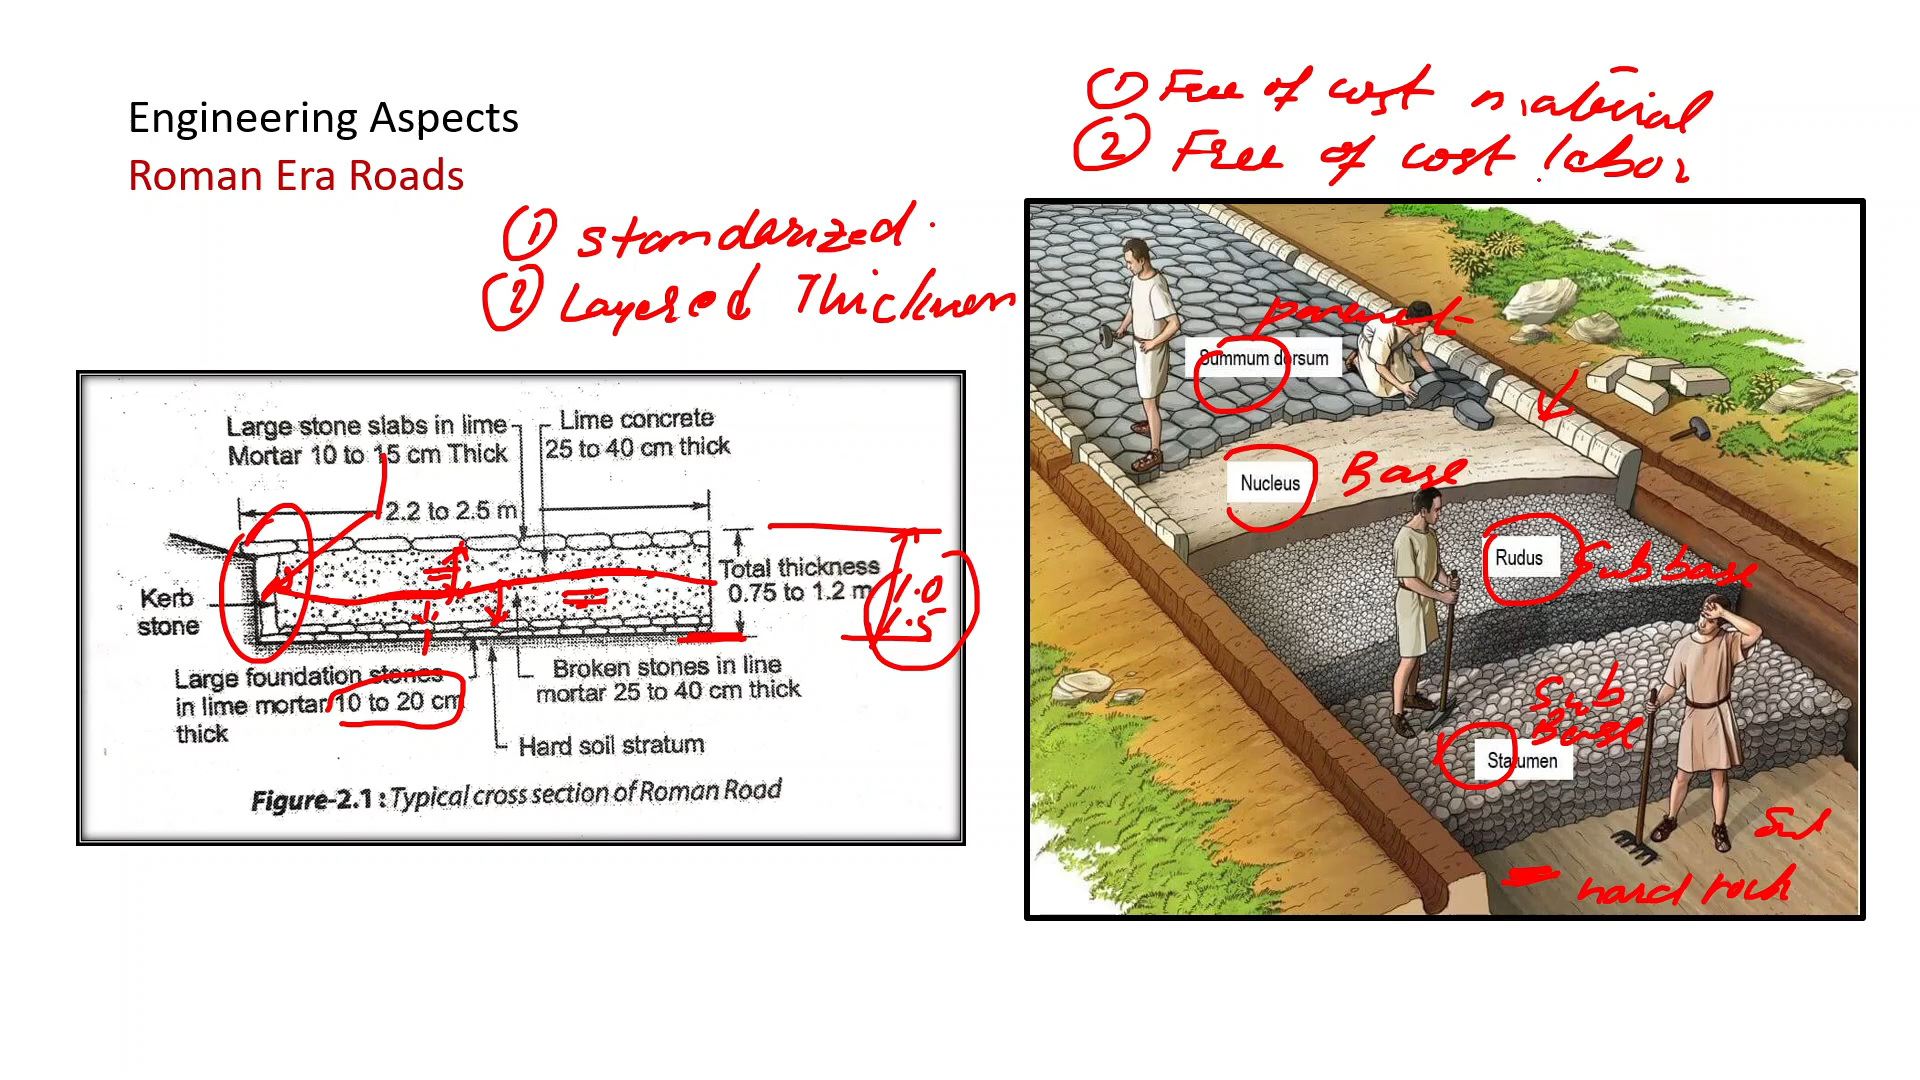 Engineering Aspects
Roman Era Roads
① Free of cost material
② Free of cost labor
① standarized.
② Layered Thickness
Large stone slabs in lime
Mortar 10 to 15 cm Thick
Lime concrete
25 to 40 cm thick
2.2 to 2.5 m
Total thickness
0.75 to 1.2 m
1.0
1.5
Kerb
stone
Large foundation stones
in lime mortar 10 to 20 cm
thick
Broken stones in line
mortar 25 to 40 cm thick
Hard soil stratum
Figure-2.1 : Typical cross section of Roman Road
Summum dorsum
Nucleus
Base
Rudus
Sub base
Sub
Base
Statumen
hard rock